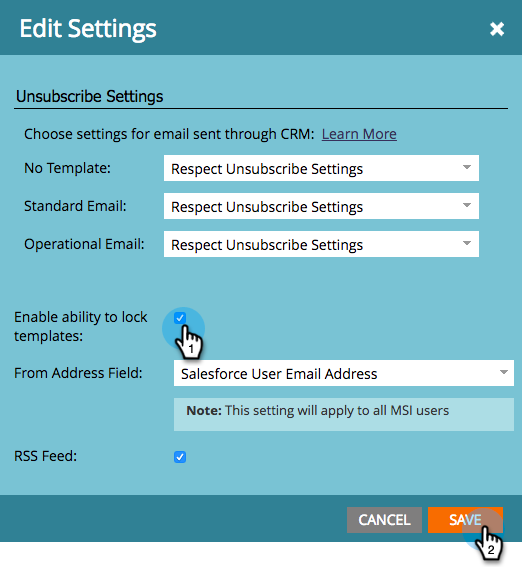 Edit Settings
Unsubscribe Settings
Choose settings for email sent through CRM: Learn More
No Template: Respect Unsubscribe Settings
Standard Email: Respect Unsubscribe Settings
Operational Email: Respect Unsubscribe Settings
Enable ability to lock
templates:
1
From Address Field: Salesforce User Email Address
Note: This setting will apply to all MSI users
RSS Feed:
CANCEL SAVE
2